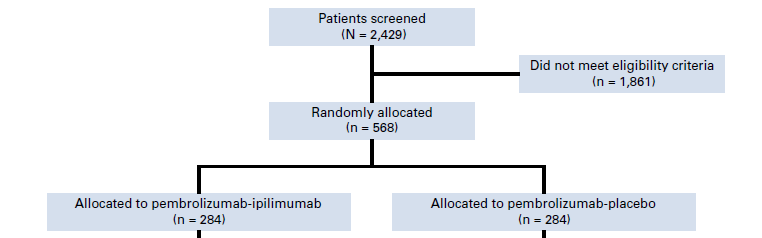 Patients screened
(N = 2,429)
Did not meet eligibility criteria
(n = 1,861)
Randomly allocated
(n = 568)
Allocated to pembrolizumab-ipilimumab
(n = 284)
Allocated to pembrolizumab-placebo
(n = 284)